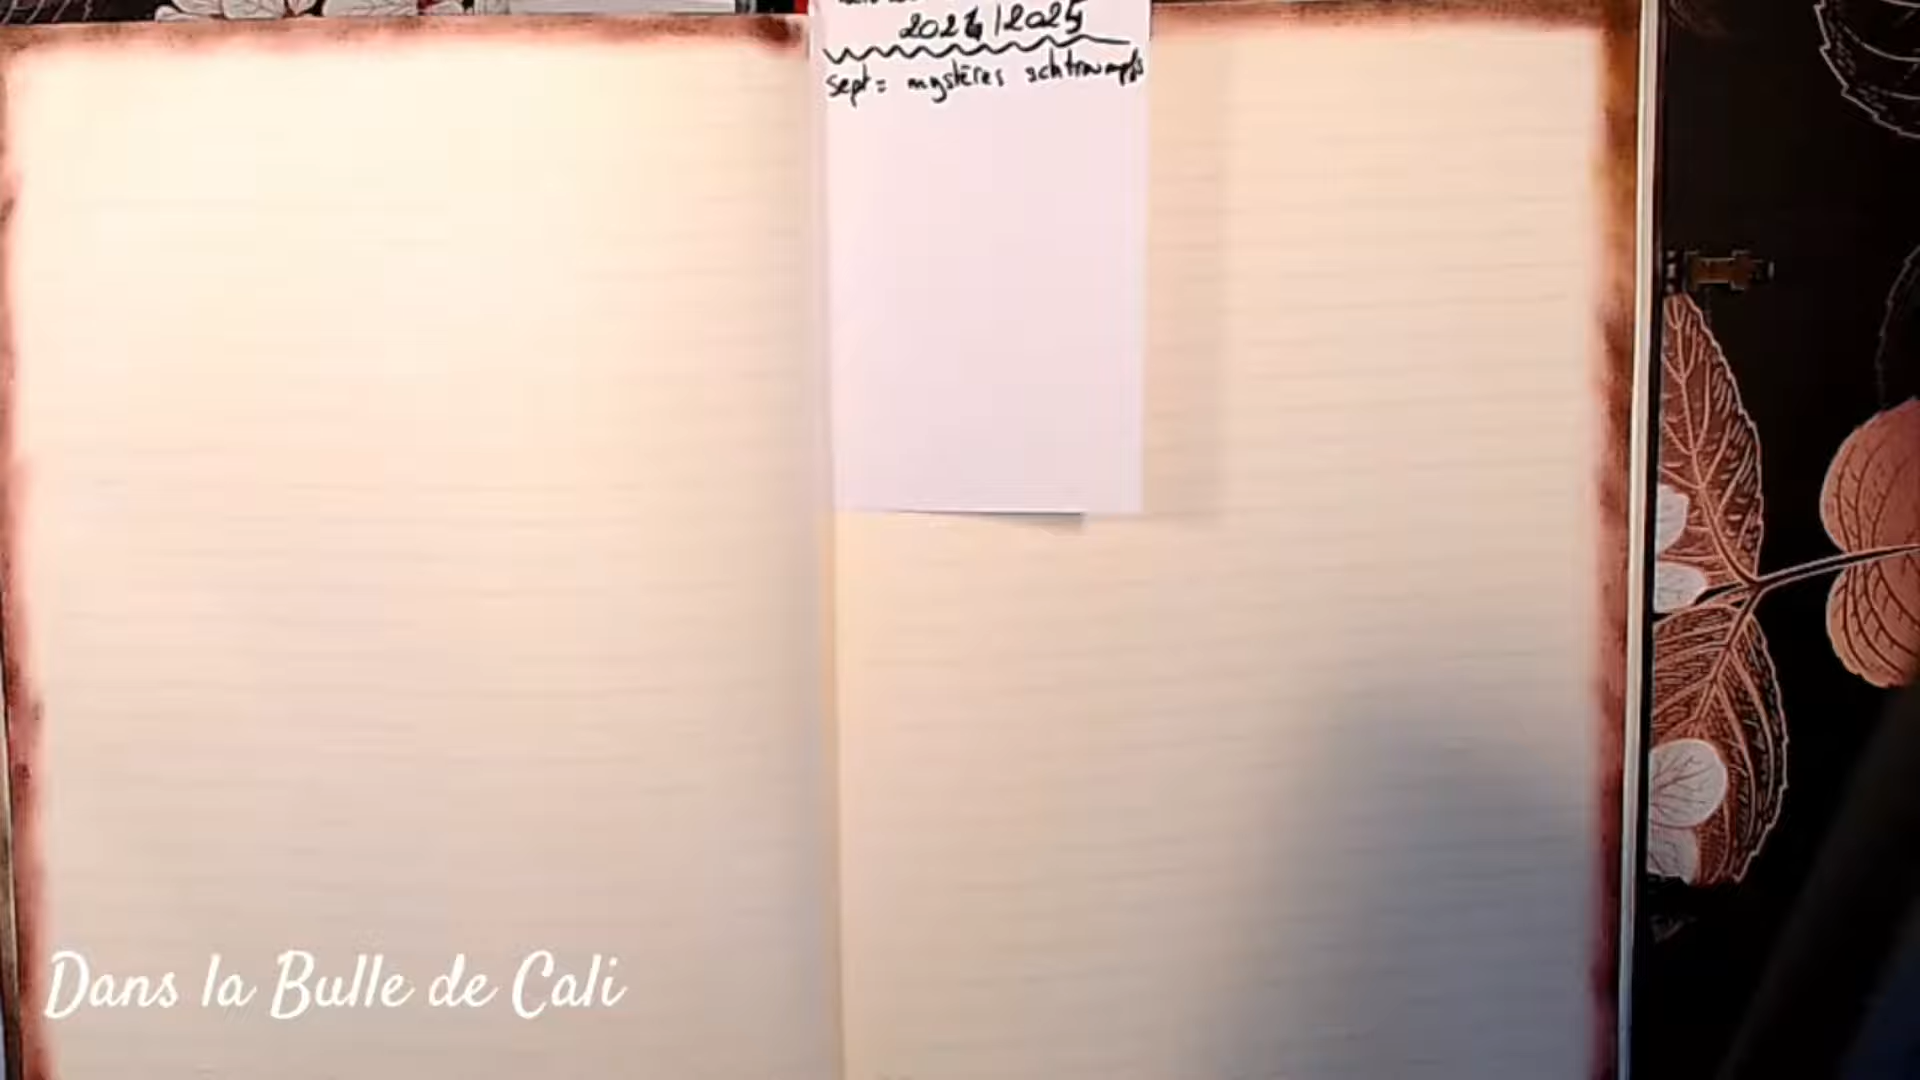 2024/2025
sept = mystères schtroumpfs
Dans la Bulle de Cali